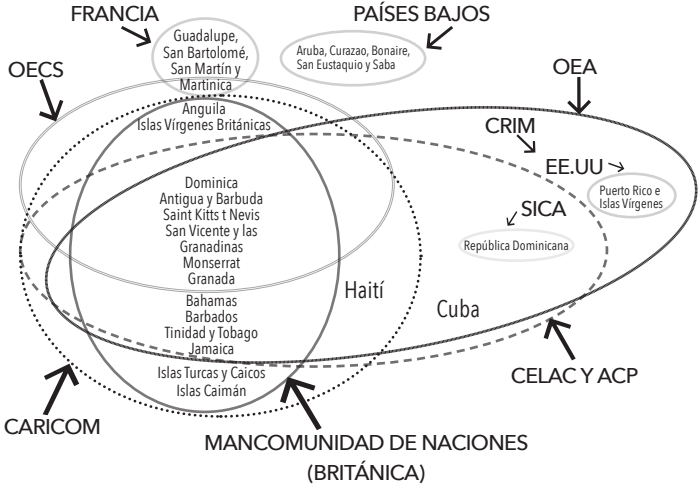 FRANCIA
PAÍSES BAJOS
Guadalupe,
San Bartolomé,
San Martín y
Martinica
Aruba, Curazao, Bonaire,
San Eustaquio y Saba
OECS
OEA
Anguila
Islas Vírgenes Británicas
CRIM
EE.UU
Puerto Rico e
Islas Vírgenes
SICA
República Dominicana
Dominica
Antigua y Barbuda
Saint Kitts t Nevis
San Vicente y las
Granadinas
Monserrat
Granada
Haití
Cuba
Bahamas
Barbados
Tinidad y Tobago
Jamaica
Islas Turcas y Caicos
Islas Caimán
CELAC Y ACP
CARICOM
MANCOMUNIDAD DE NACIONES
(BRITÁNICA)